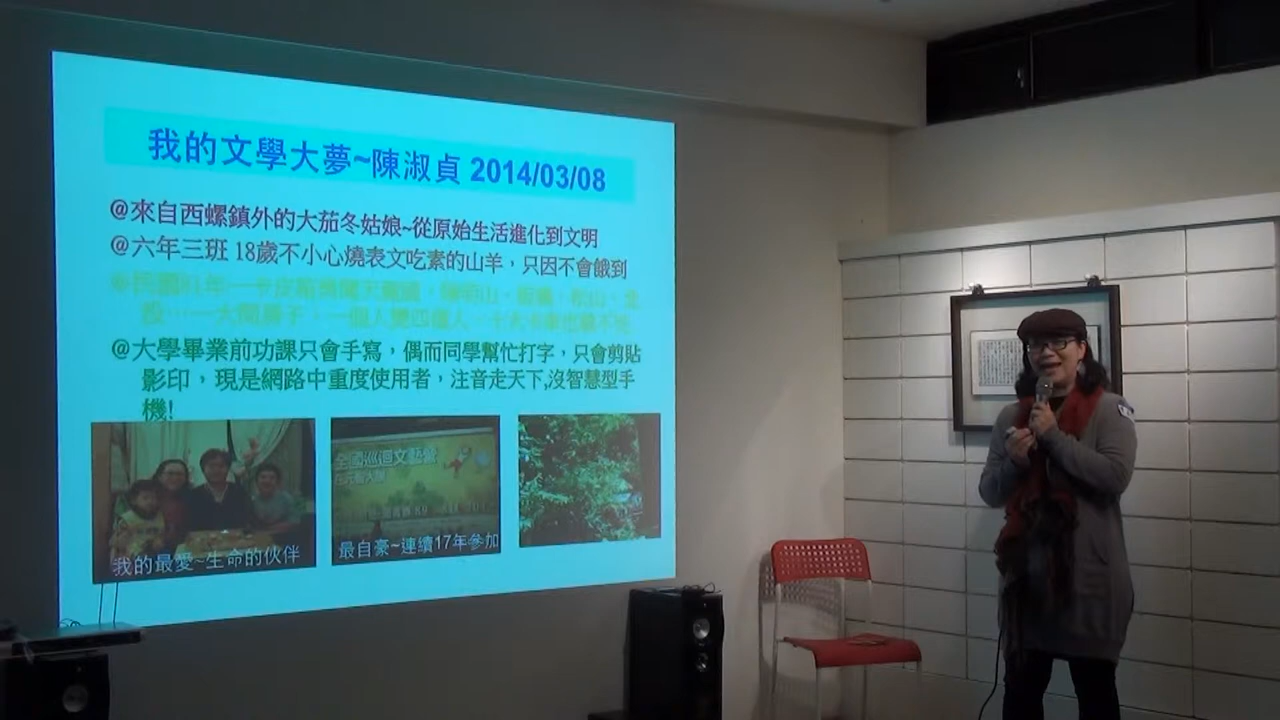 我的文學大夢~陳淑貞 2014/03/08
@來自西螺鎮外的大茄冬姑娘~從原始生活進化到文明
@六年三班 18歲不小心燒表文吃素的山羊，只因不會餓到
@大學畢業前功課只會手寫，偶而同學幫忙打字，只會剪貼
影印，現是網路中重度使用者，注音走天下,沒智慧型手
機!
全國巡迴文藝營
我的最愛~生命的伙伴
最自豪~連續17年參加